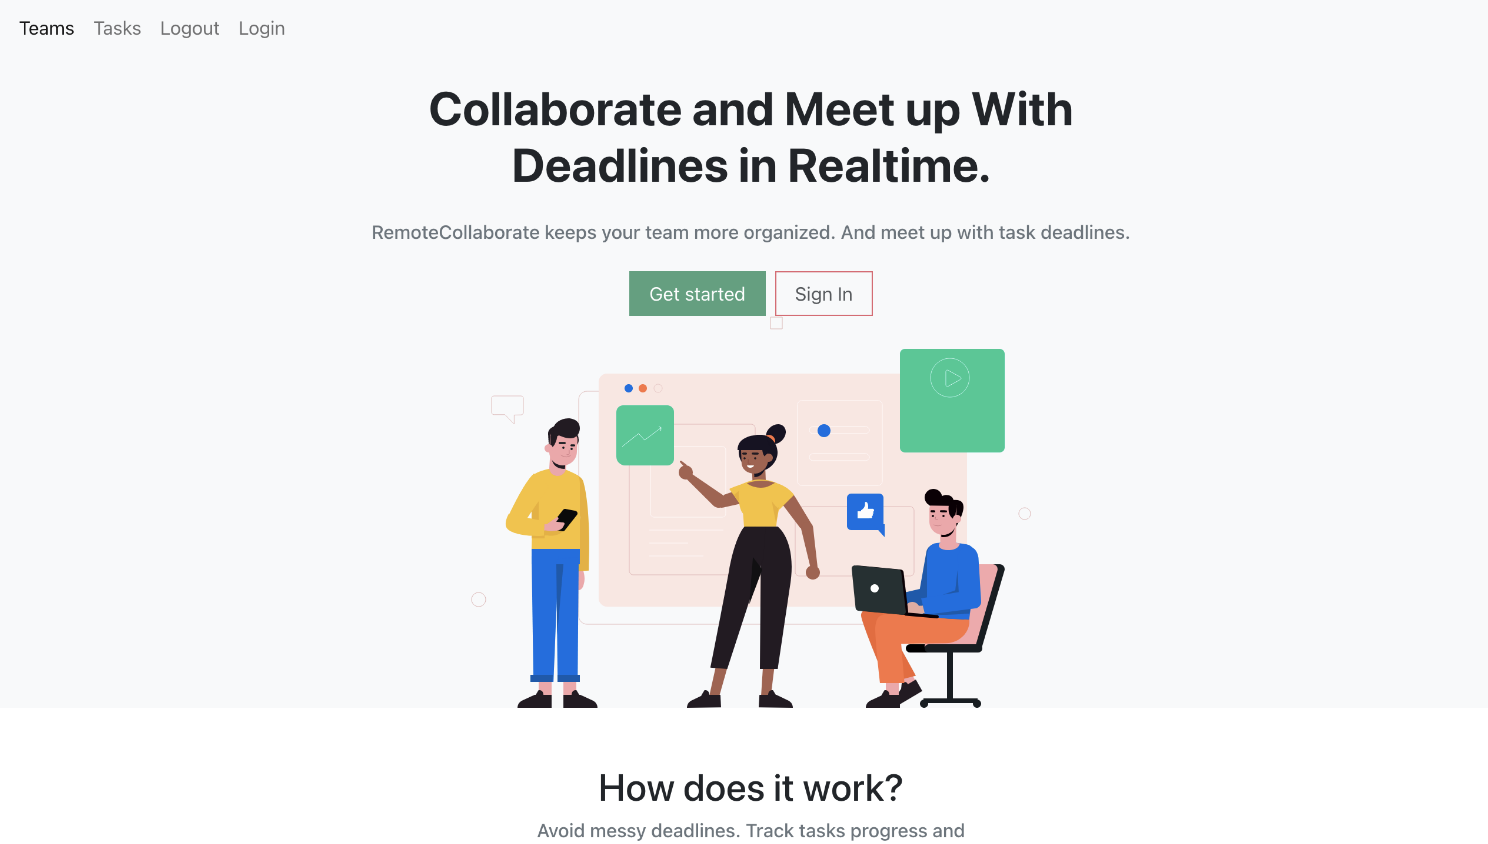 Teams Tasks Logout Login
Collaborate and Meet up With
Deadlines in Realtime.
RemoteCollaborate keeps your team more organized. And meet up with task deadlines.
Get started Sign In
How does it work?
Avoid messy deadlines. Track tasks progress and